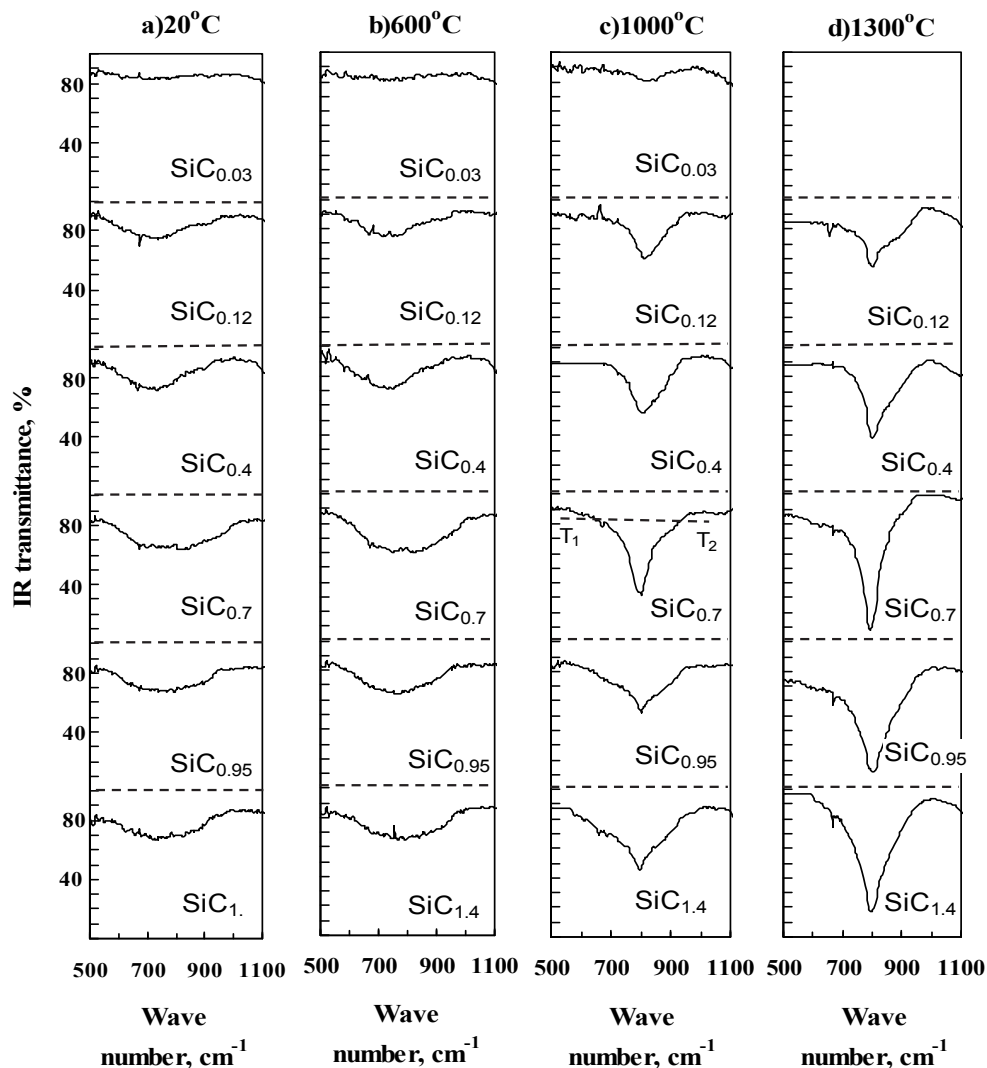 a)20°C b)600°C c)1000°C d)1300°C
80
40
SiC0.03 SiC0.03 SiC0.03
80
40
SiC0.12 SiC0.12 SiC0.12 SiC0.12
80
40
SiC0.4 SiC0.4 SiC0.4 SiC0.4
IR transmittance, %
80
T1 T2
40
SiC0.7 SiC0.7 SiC0.7 SiC0.7
80
40
SiC0.95 SiC0.95 SiC0.95 SiC0.95
80
40
SiC1. SiC1.4 SiC1.4 SiC1.4
500 700 900 1100 500 700 900 1100 500 700 900 1100 500 700 900 1100
Wave Wave Wave Wave
number, cm-1 number, cm-1 number, cm-1 number, cm-1